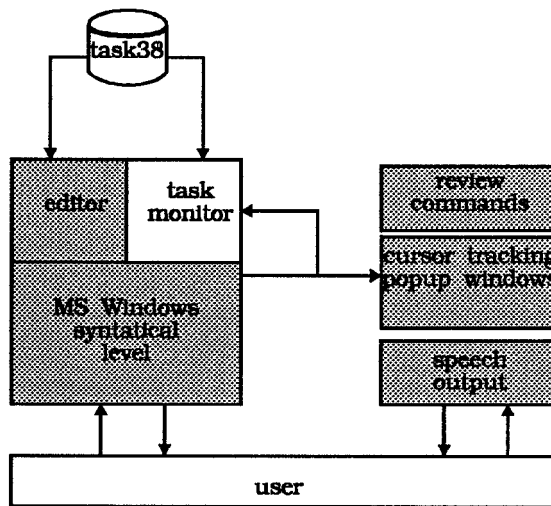 task38
editor
task
monitor
MS Windows
syntatical
level
review
commands
cursor tracking
popup windows
speech
output
user